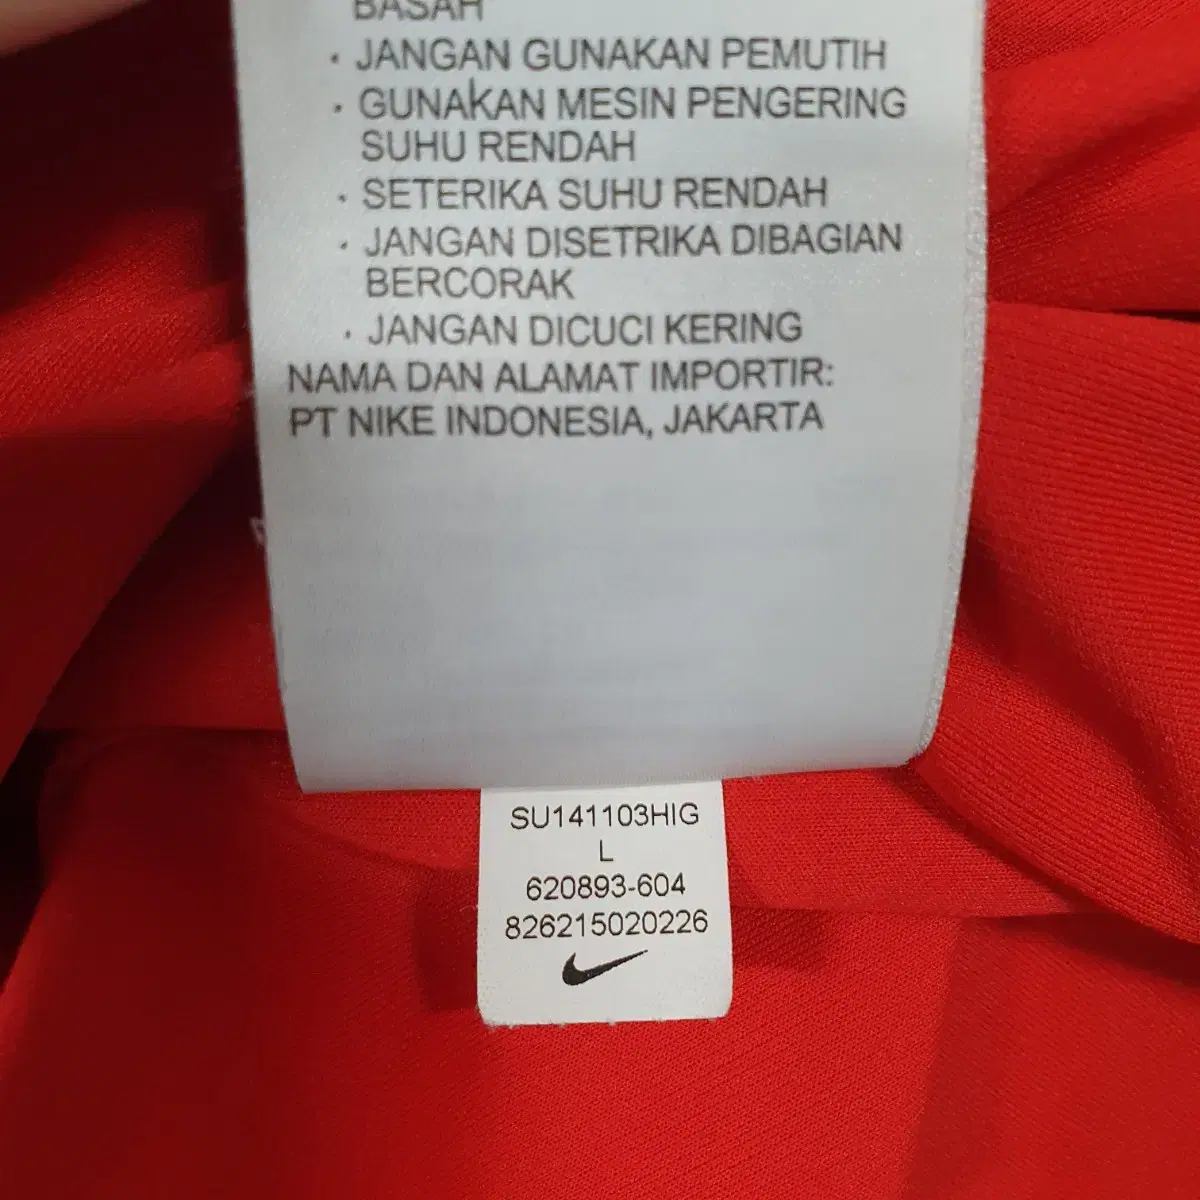 BASAH
· JANGAN GUNAKAN PEMUTIH
· GUNAKAN MESIN PENGERING
SUHU RENDAH
· SETERIKA SUHU RENDAH
· JANGAN DISETRIKA DIBAGIAN
BERCORAK
· JANGAN DICUCI KERING
NAMA DAN ALAMAT IMPORTIR:
PT NIKE INDONESIA, JAKARTA
SU141103HIG
L
620893-604
826215020226